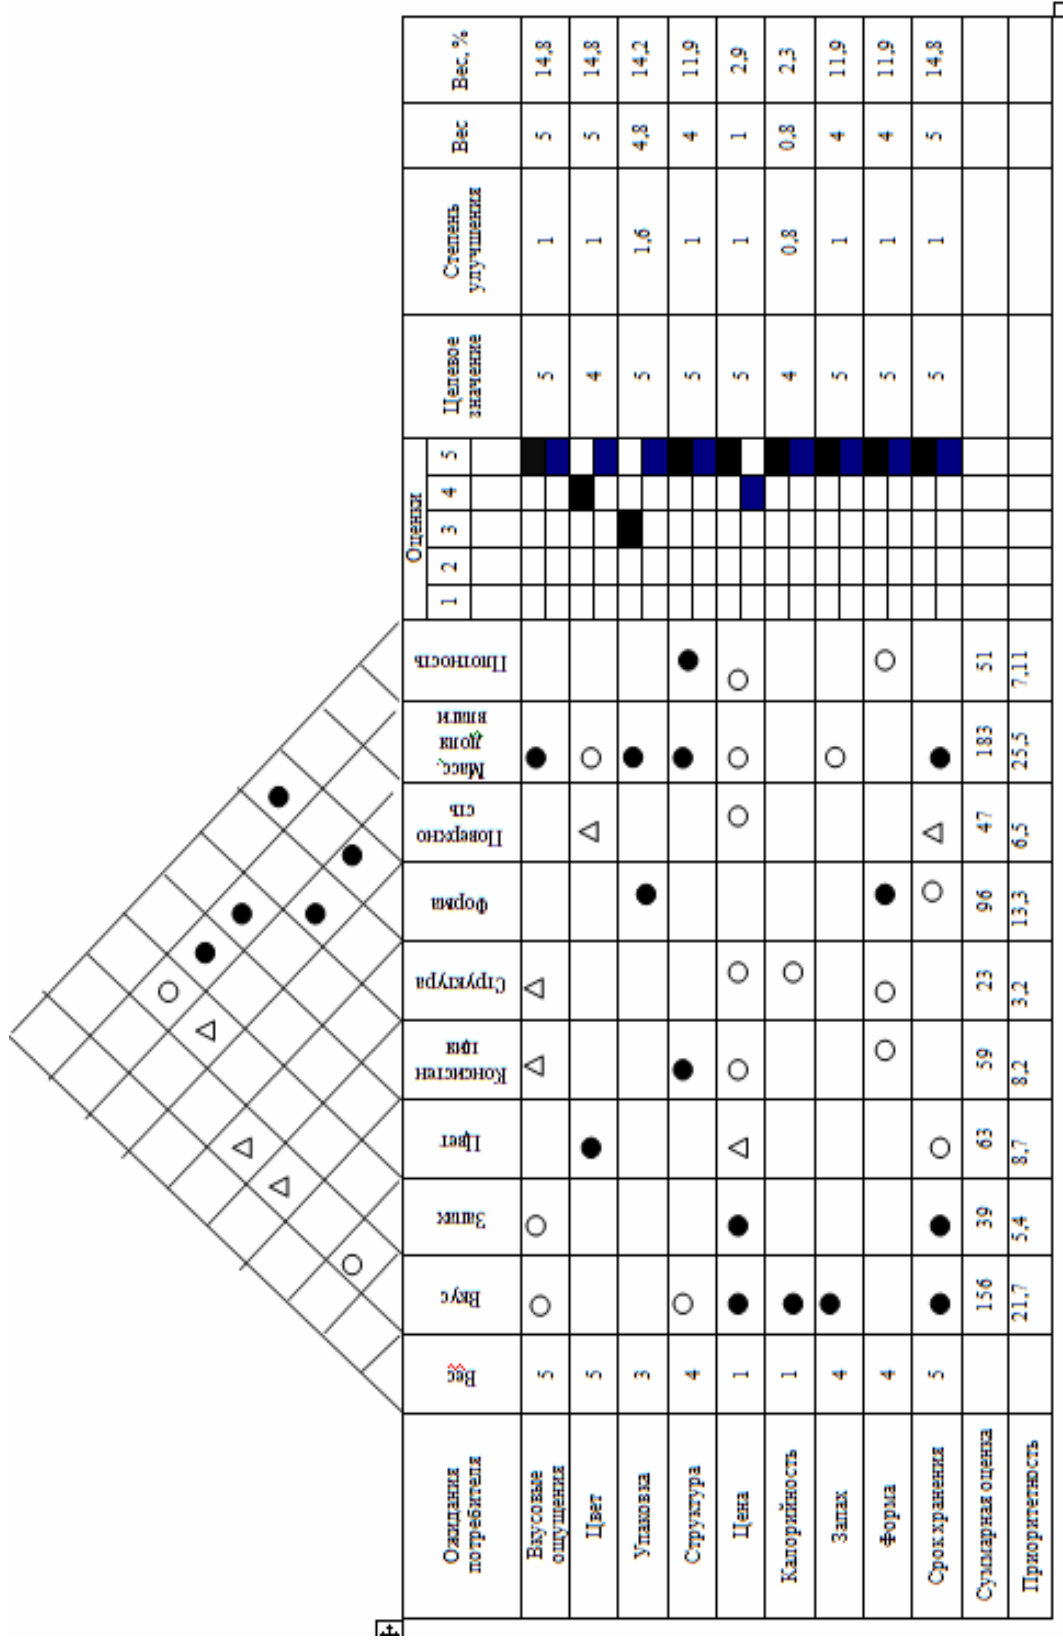 Ожидания
потребителя
Вес
Вкус
Запах
Цвет
Консистен
ция
Структура
Форма
Поверхно
сть
Масс.
доля
влаги
Плотность
Оценки
1 2 3 4 5
Целевое
значение
Степень
улучшения
Вес
Вес, %
Вкусовые
ощущения
5 5 1 5 14,8
Цвет 5 4 1 5 14,8
Упаковка 3 5 1,6 4,8 14,2
Структура 4 5 1 4 11,9
Цена 1 5 1 1 2,9
Калорийность 1 4 0,8 0,8 2,3
Запах 4 5 1 4 11,9
Форма 4 5 1 4 11,9
Срок хранения 5 5 1 5 14,8
Суммарная оценка 156 39 63 59 23 96 47 183 51
Приоритетность 21,7 5,4 8,7 8,2 3,2 13,3 6,5 25,5 7,11